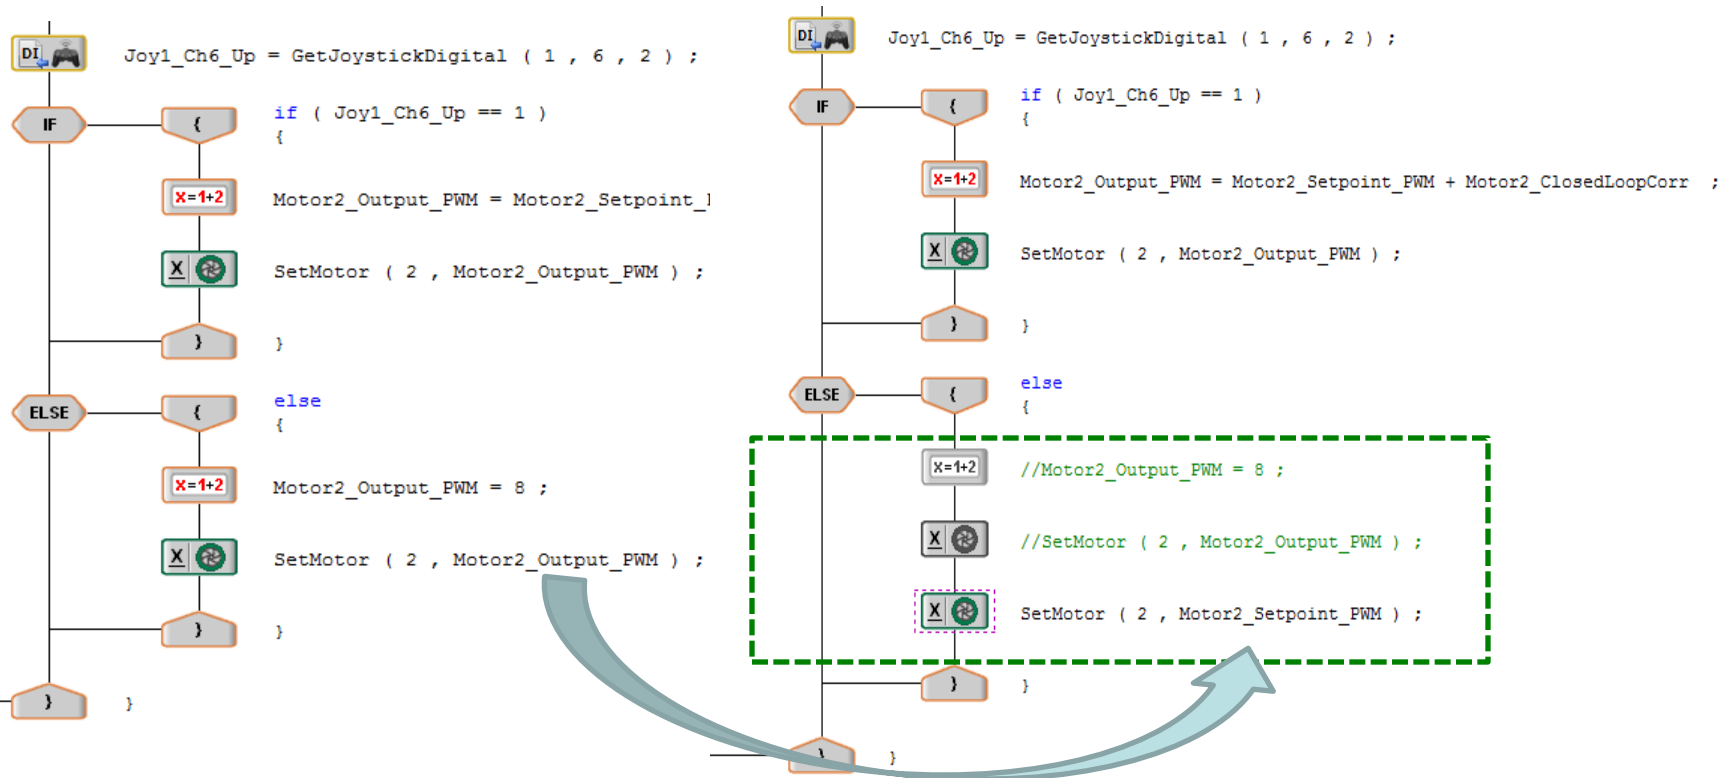 DI
Joy1_Ch6_Up = GetJoystickDigital ( 1 , 6 , 2 ) ;
IF
{
if ( Joy1_Ch6_Up == 1 )
{
X=1+2
Motor2_Output_PWM = Motor2_Setpoint_
X
SetMotor ( 2 , Motor2_Output_PWM ) ;
}
}
ELSE
{
else
{
X=1+2
Motor2_Output_PWM = 8 ;
X
SetMotor ( 2 , Motor2_Output_PWM ) ;
}
}
}
}
DI
Joy1_Ch6_Up = GetJoystickDigital ( 1 , 6 , 2 ) ;
IF
{
if ( Joy1_Ch6_Up == 1 )
{
X=1+2
Motor2_Output_PWM = Motor2_Setpoint_PWM + Motor2_ClosedLoopCorr ;
X
SetMotor ( 2 , Motor2_Output_PWM ) ;
}
}
ELSE
{
else
{
X=1+2
//Motor2_Output_PWM = 8 ;
X
//SetMotor ( 2 , Motor2_Output_PWM ) ;
X
SetMotor ( 2 , Motor2_Setpoint_PWM ) ;
}
}
}
}